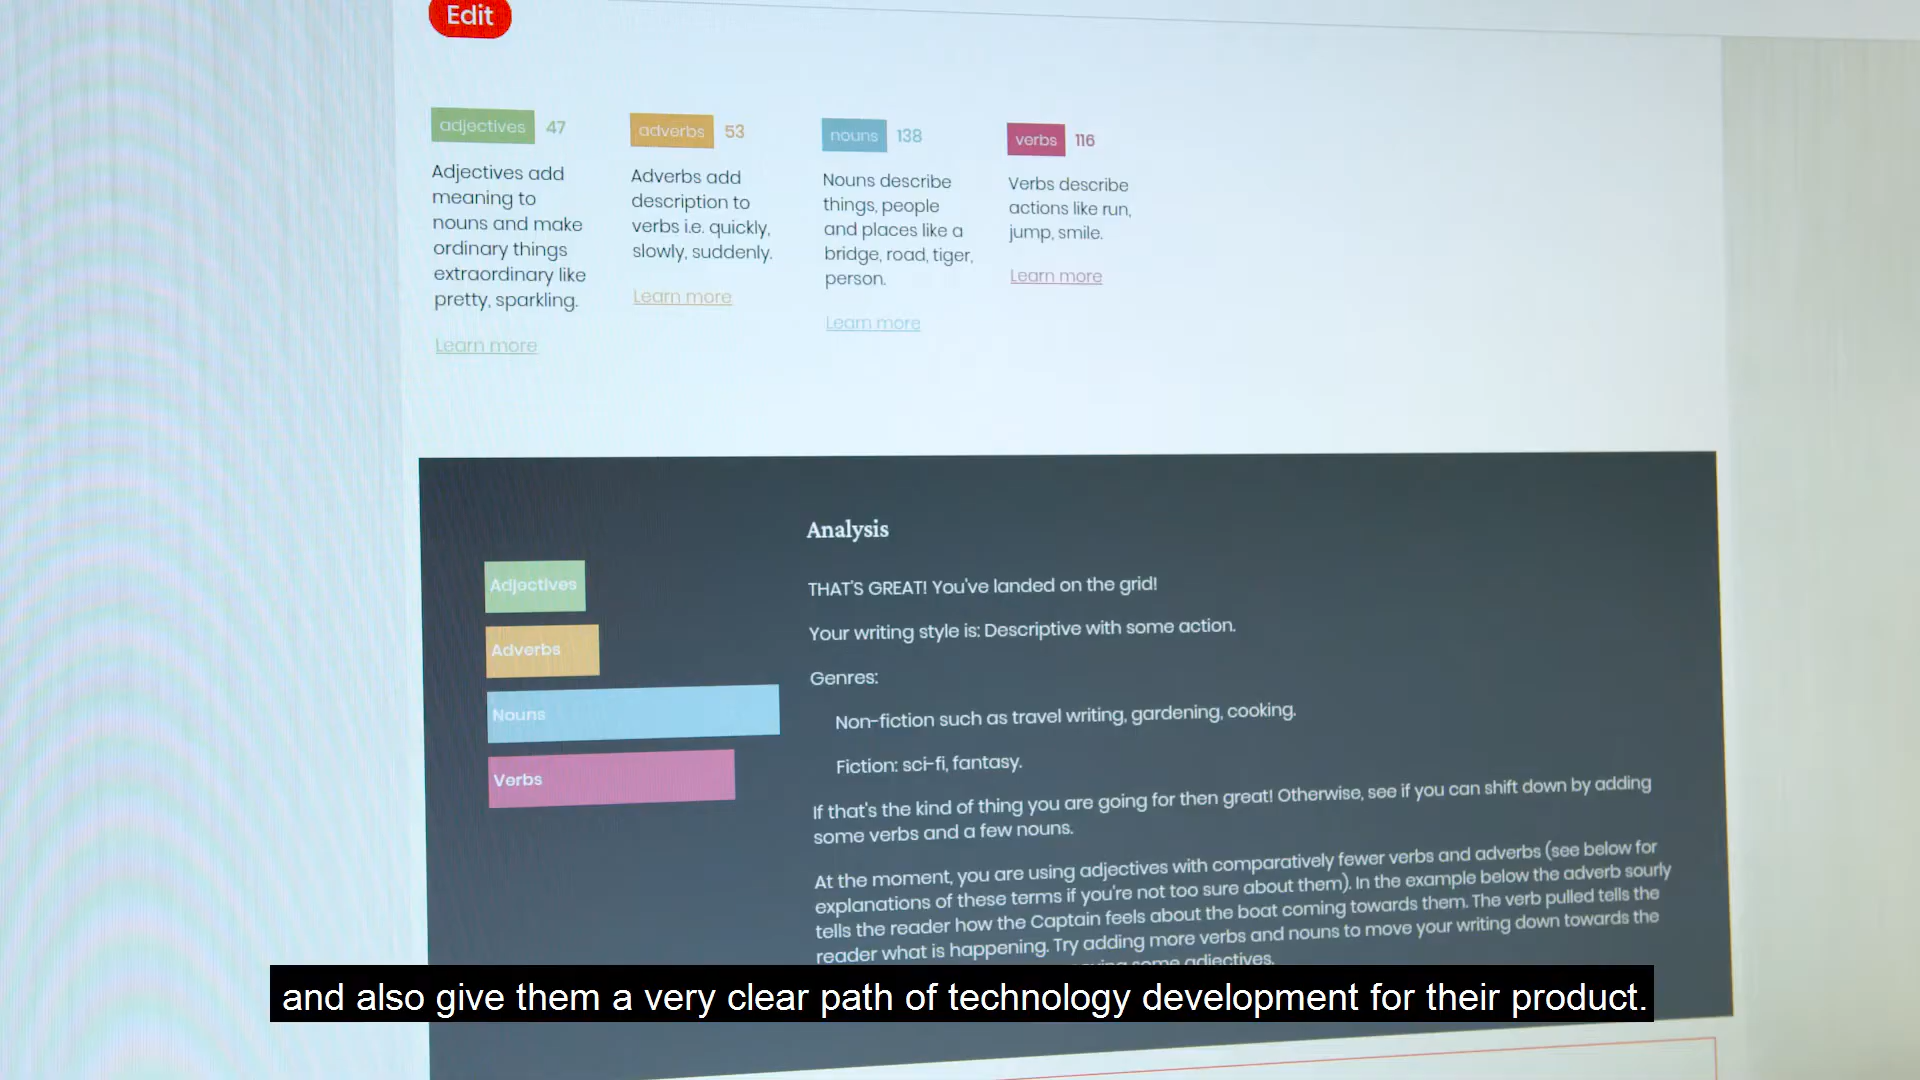 Edit
adjectives 47
Adjectives add
meaning to
nouns and make
ordinary things
extraordinary like
pretty, sparkling.
Learn more
adverbs 53
Adverbs add
description to
verbs i.e. quickly,
slowly, suddenly.
Learn more
nouns 138
Nouns describe
things, people
and places like a
bridge, road, tiger,
person.
Learn more
verbs 116
Verbs describe
actions like run,
jump, smile.
Learn more
Adjectives
Adverbs
Nouns
Verbs
Analysis
THAT'S GREAT! You've landed on the grid!
Your writing style is: Descriptive with some action.
Genres:
Non-fiction such as travel writing, gardening, cooking.
Fiction: sci-fi, fantasy.
If that's the kind of thing you are going for then great! Otherwise, see if you can shift down by adding
some verbs and a few nouns.
At the moment, you are using adjectives with comparatively fewer verbs and adverbs (see below for
explanations of these terms if you're not too sure about them). In the example below the adverb sourly
tells the reader how the Captain feels about the boat coming towards them. The verb pulled tells the
reader what is happening. Try adding more verbs and nouns to move your writing down towards the
some adjectives.
and also give them a very clear path of technology development for their product.